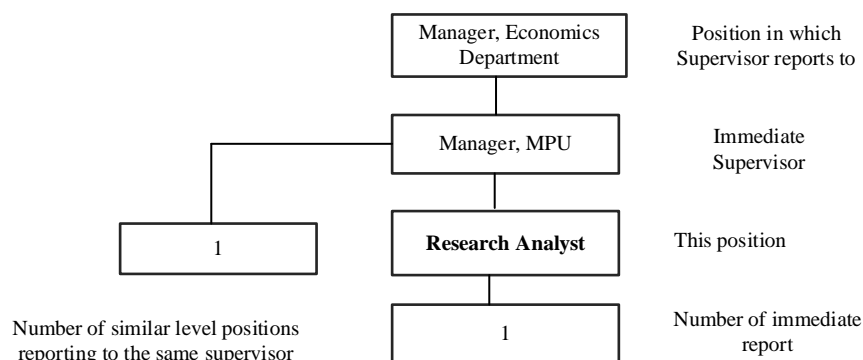 Manager, Economics
Department
Position in which
Supervisor reports to
Manager, MPU
Immediate
Supervisor
1
Research Analyst
This position
Number of similar level positions
reporting to the same supervisor
1
Number of immediate
report